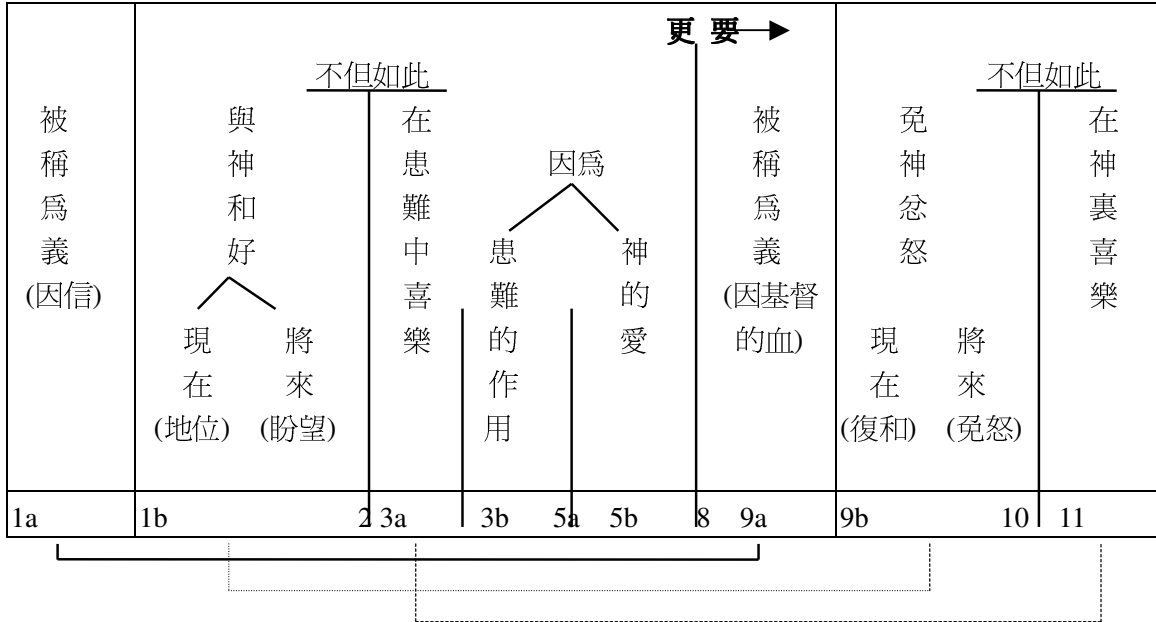 更 要
不但如此
不但如此
被稱爲義
(因信)
與神和好
現在
(地位)
將來
(盼望)
在患難中喜樂
因爲
患難的作用
神的愛
被稱爲義
(因基督
的血)
免神忿怒
現在
(復和)
將來
(免怒)
在神裏喜樂
1a 1b 2 3a 3b 5a 5b 8 9a 9b 10 11